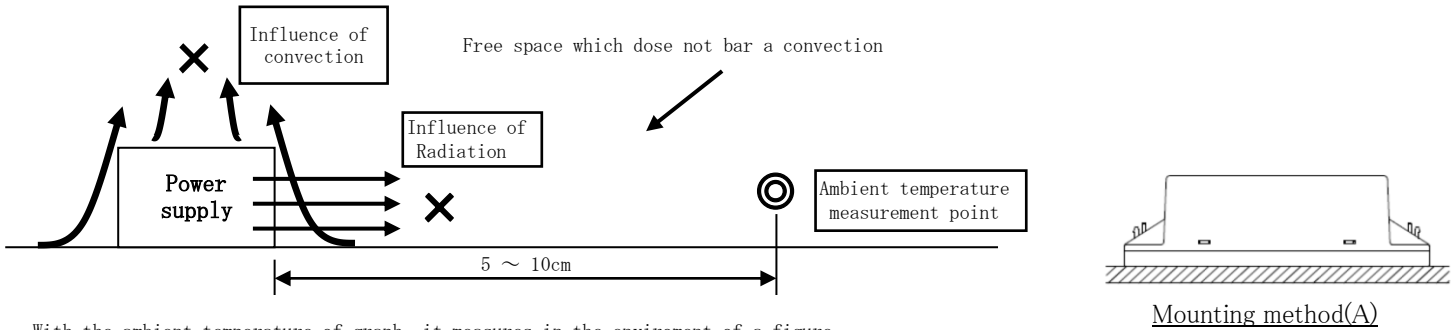 Influence of
convection
Free space which dose not bar a convection
Influence of
Radiation
Power
supply
Ambient temperature
measurement point
5 ～ 10cm
Mounting method(A)
With the ambient temperature of graph, it measures in the enviroment of a figure